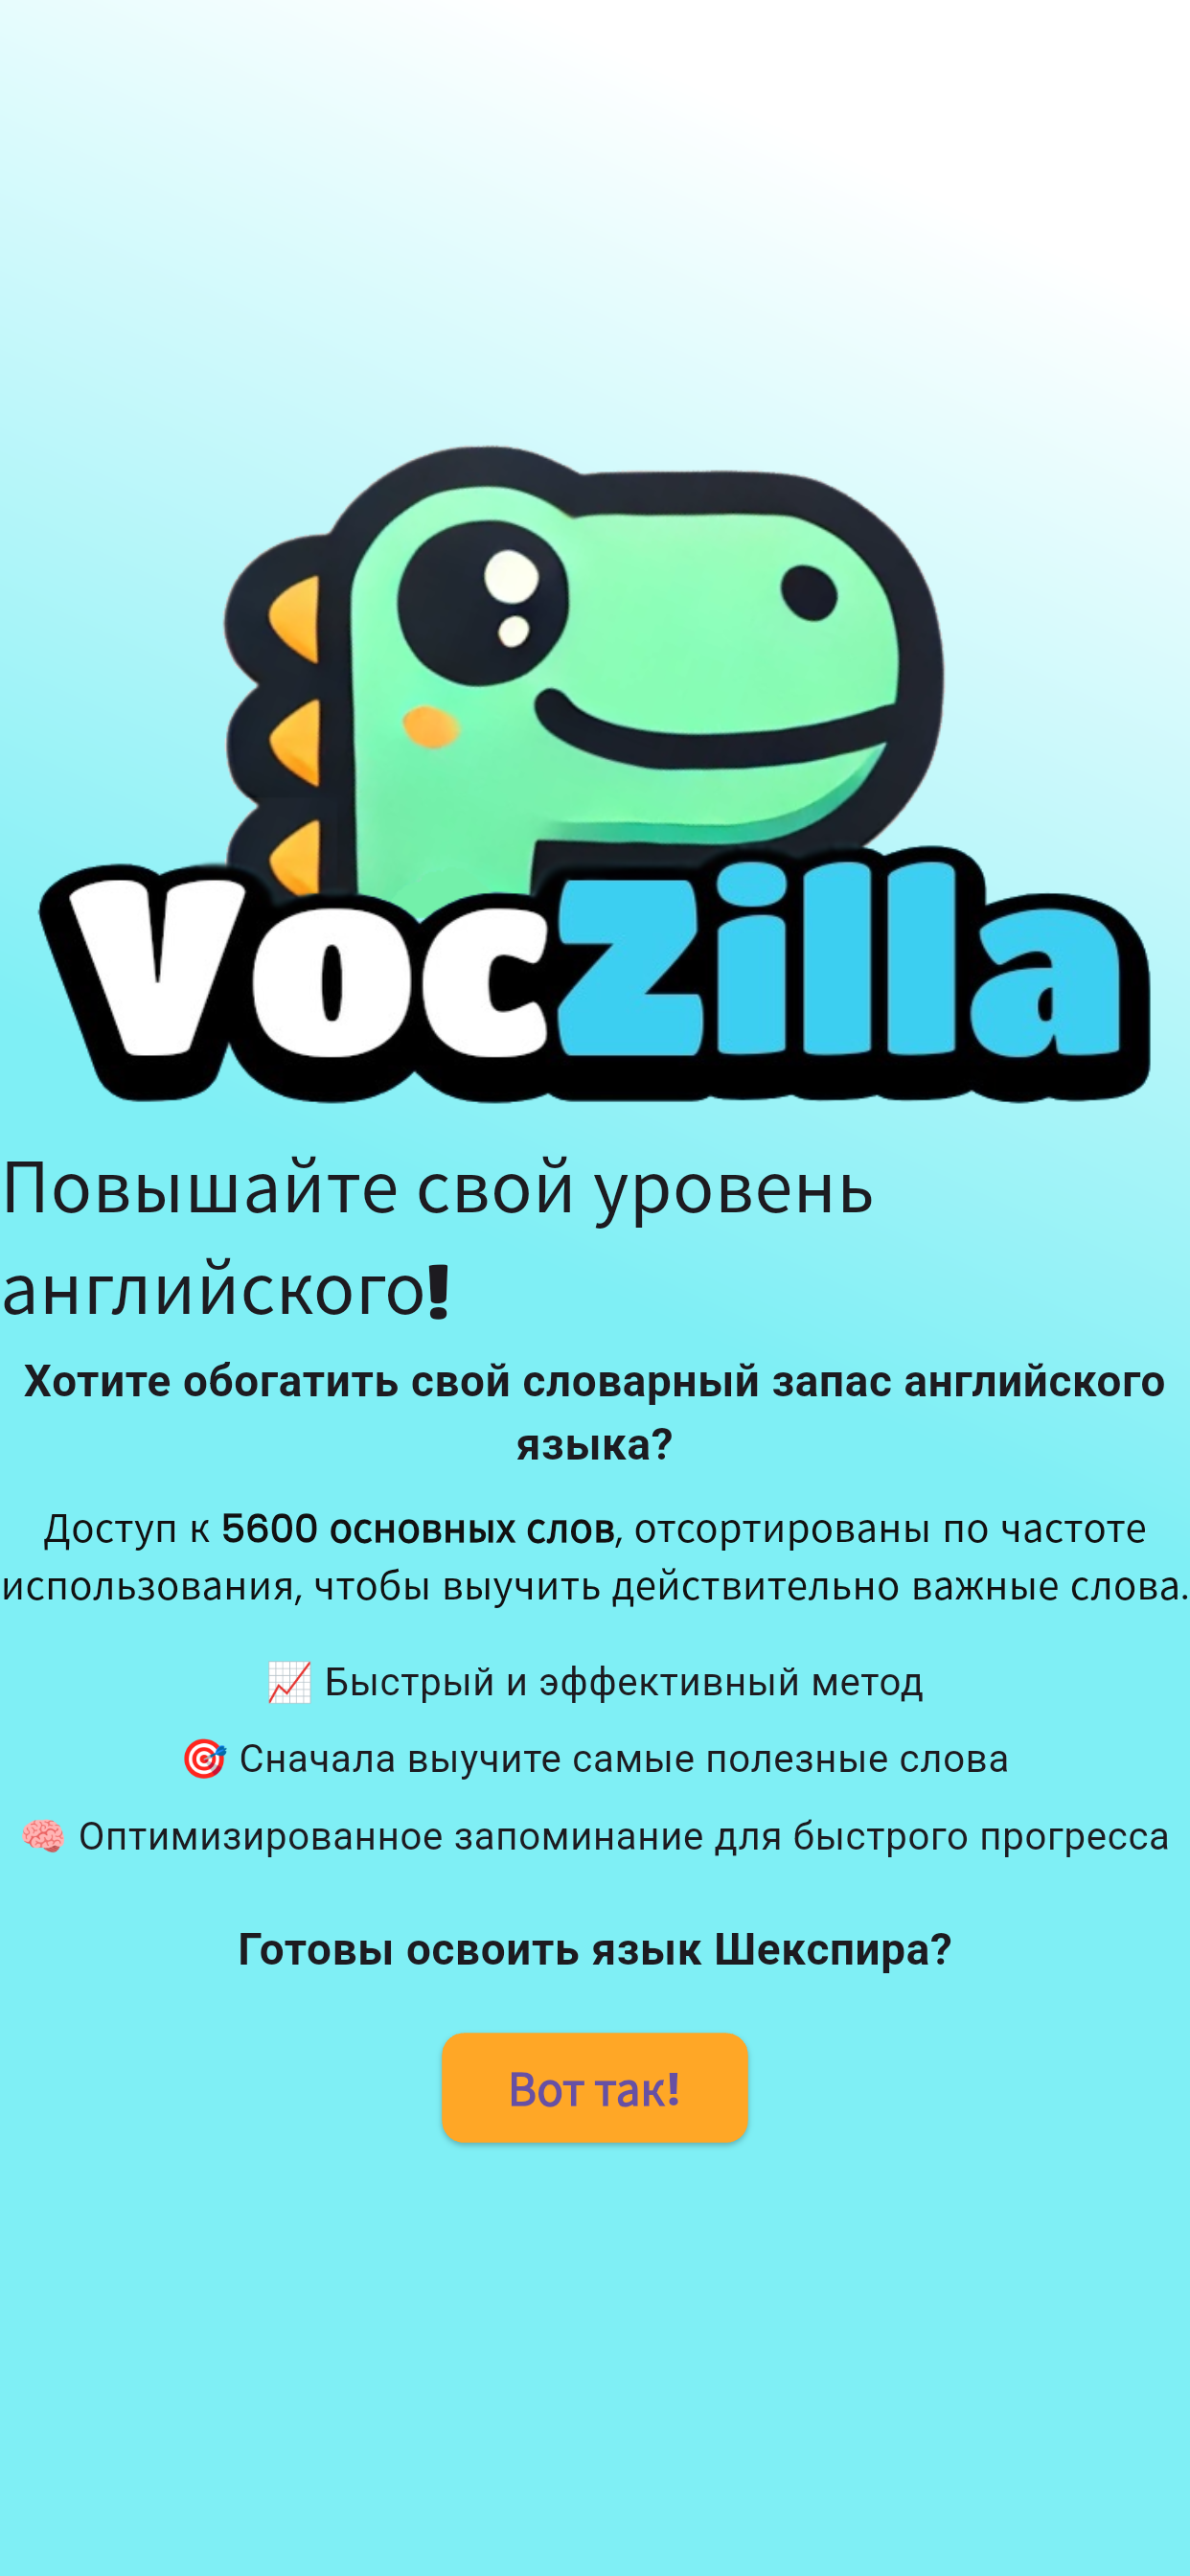 VocZilla
Повышайте свой уровень
английского!
Хотите обогатить свой словарный запас английского
языка?
Доступ к 5600 основных слов, отсортированы по частоте
использования, чтобы выучить действительно важные слова.
📈 Быстрый и эффективный метод
🎯 Сначала выучите самые полезные слова
🧠 Оптимизированное запоминание для быстрого прогресса
Готовы освоить язык Шекспира?
Вот так!